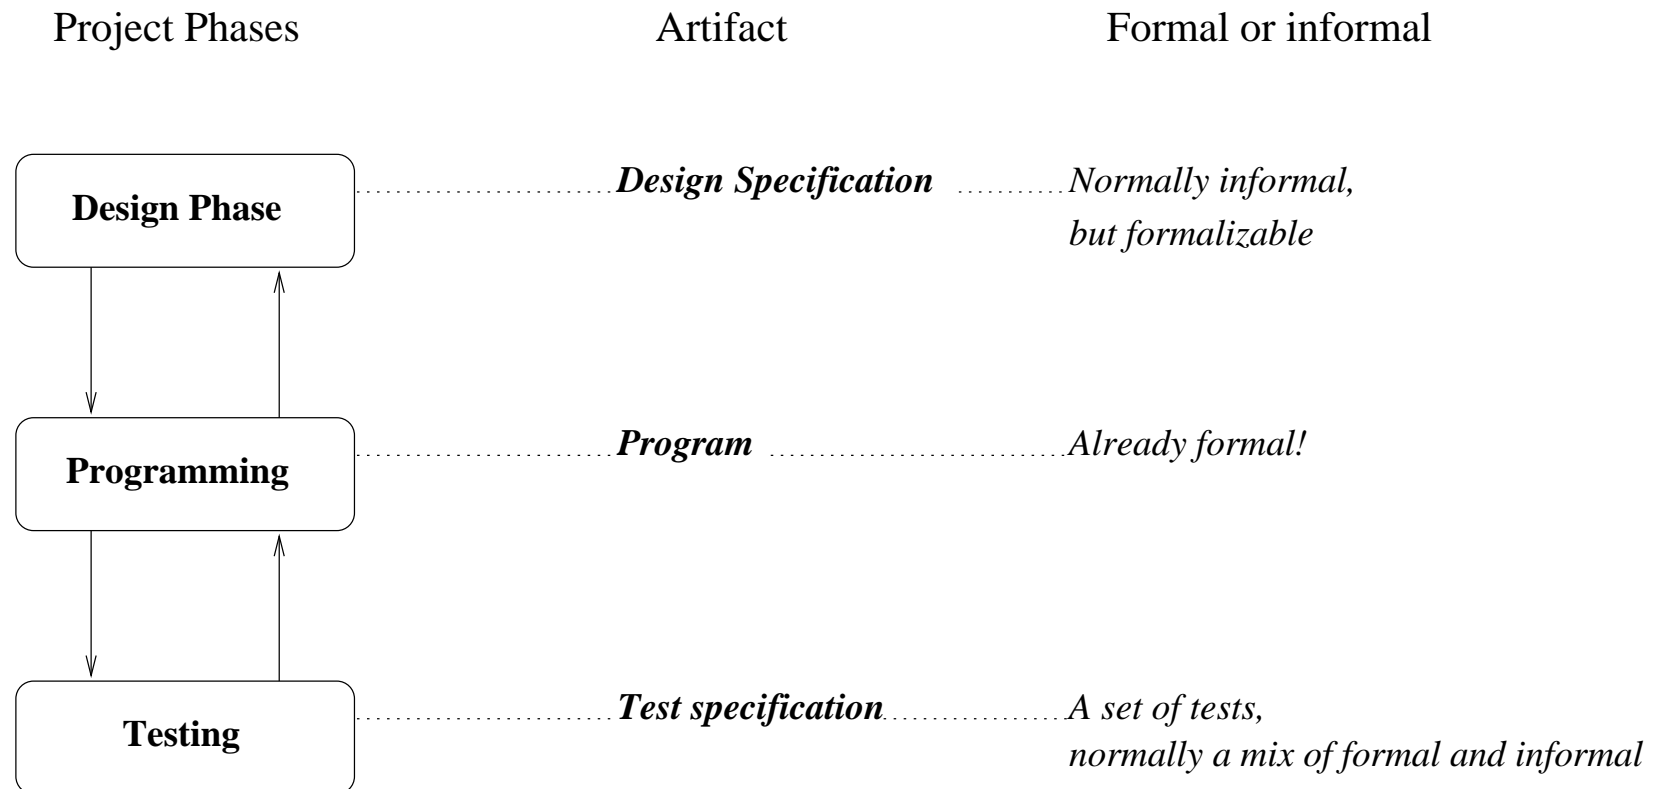 Project Phases Artifact Formal or informal
Design Phase Design Specification Normally informal,
but formalizable
Programming Program Already formal!
Testing Test specification A set of tests,
normally a mix of formal and informal